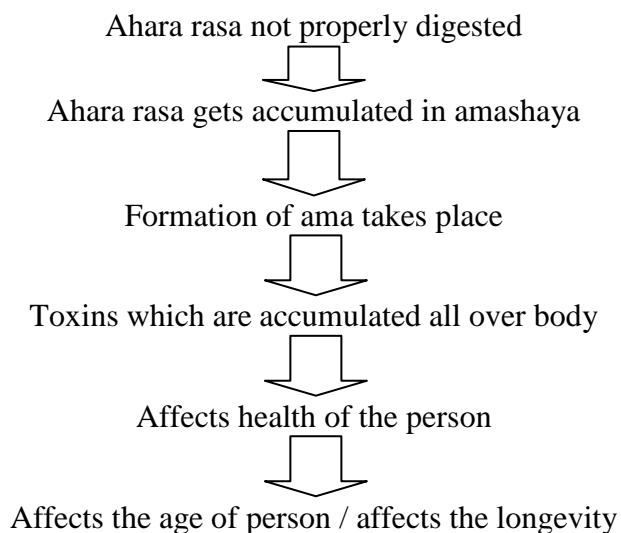 Ahara rasa not properly digested
Ahara rasa gets accumulated in amashaya
Formation of ama takes place
Toxins which are accumulated all over body
Affects health of the person
Affects the age of person / affects the longevity